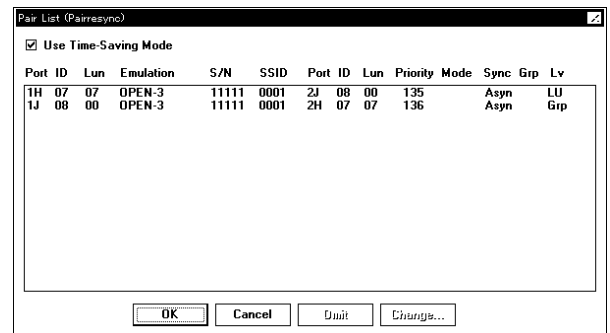 Pair List (Pairresync)
Use Time-Saving Mode
Port ID Lun Emulation S/N SSID Port ID Lun Priority Mode Sync Grp Lv
1H 07 07 OPEN-3 11111 0001 2J 08 00 135 Asyn LU
1J 08 00 OPEN-3 11111 0001 2H 07 07 136 Asyn Grp
OK Cancel Omit Change...